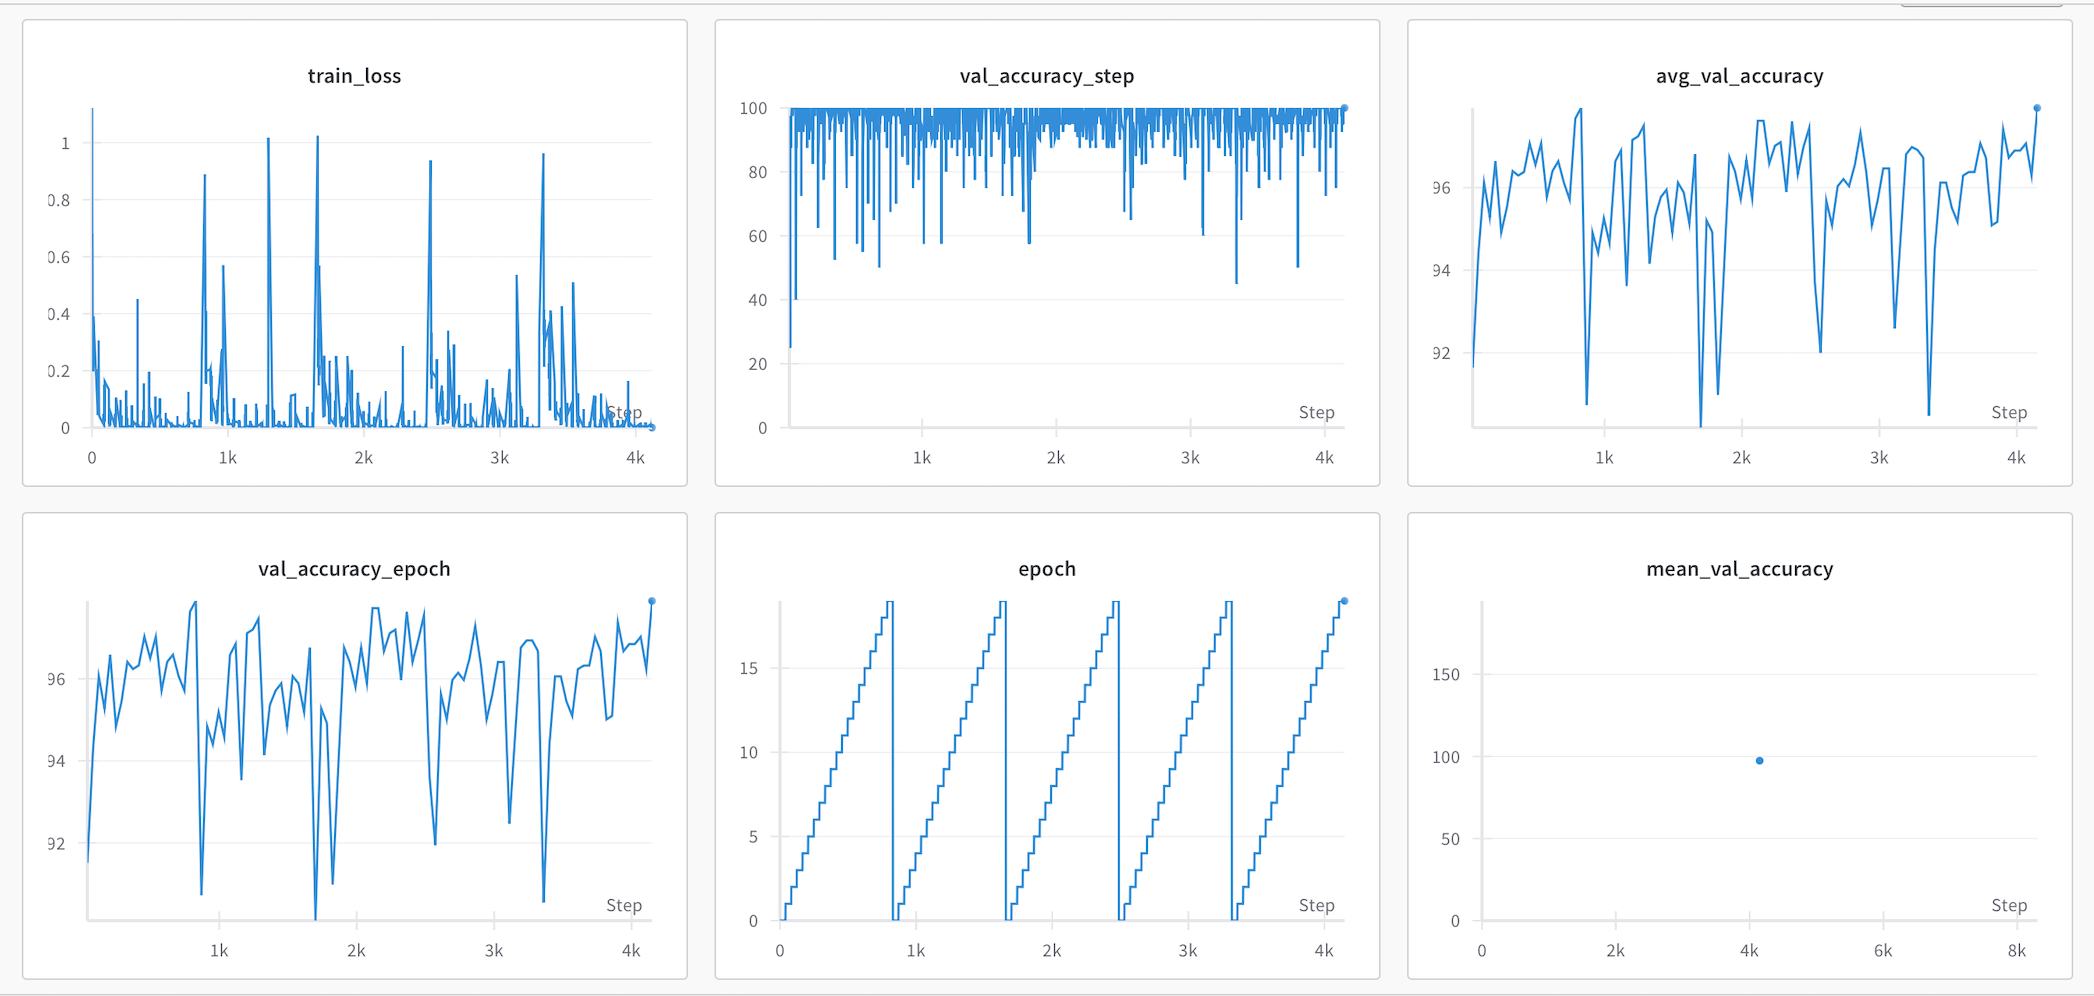 train_loss
1
0.8
0.6
0.4
0.2
0
Step
0 1k 2k 3k 4k
val_accuracy_step
100
80
60
40
20
0
Step
1k 2k 3k 4k
avg_val_accuracy
96
94
92
Step
1k 2k 3k 4k
val_accuracy_epoch
96
94
92
Step
1k 2k 3k 4k
epoch
15
10
5
0
Step
0 1k 2k 3k 4k
mean_val_accuracy
150
100
50
0
Step
0 2k 4k 6k 8k